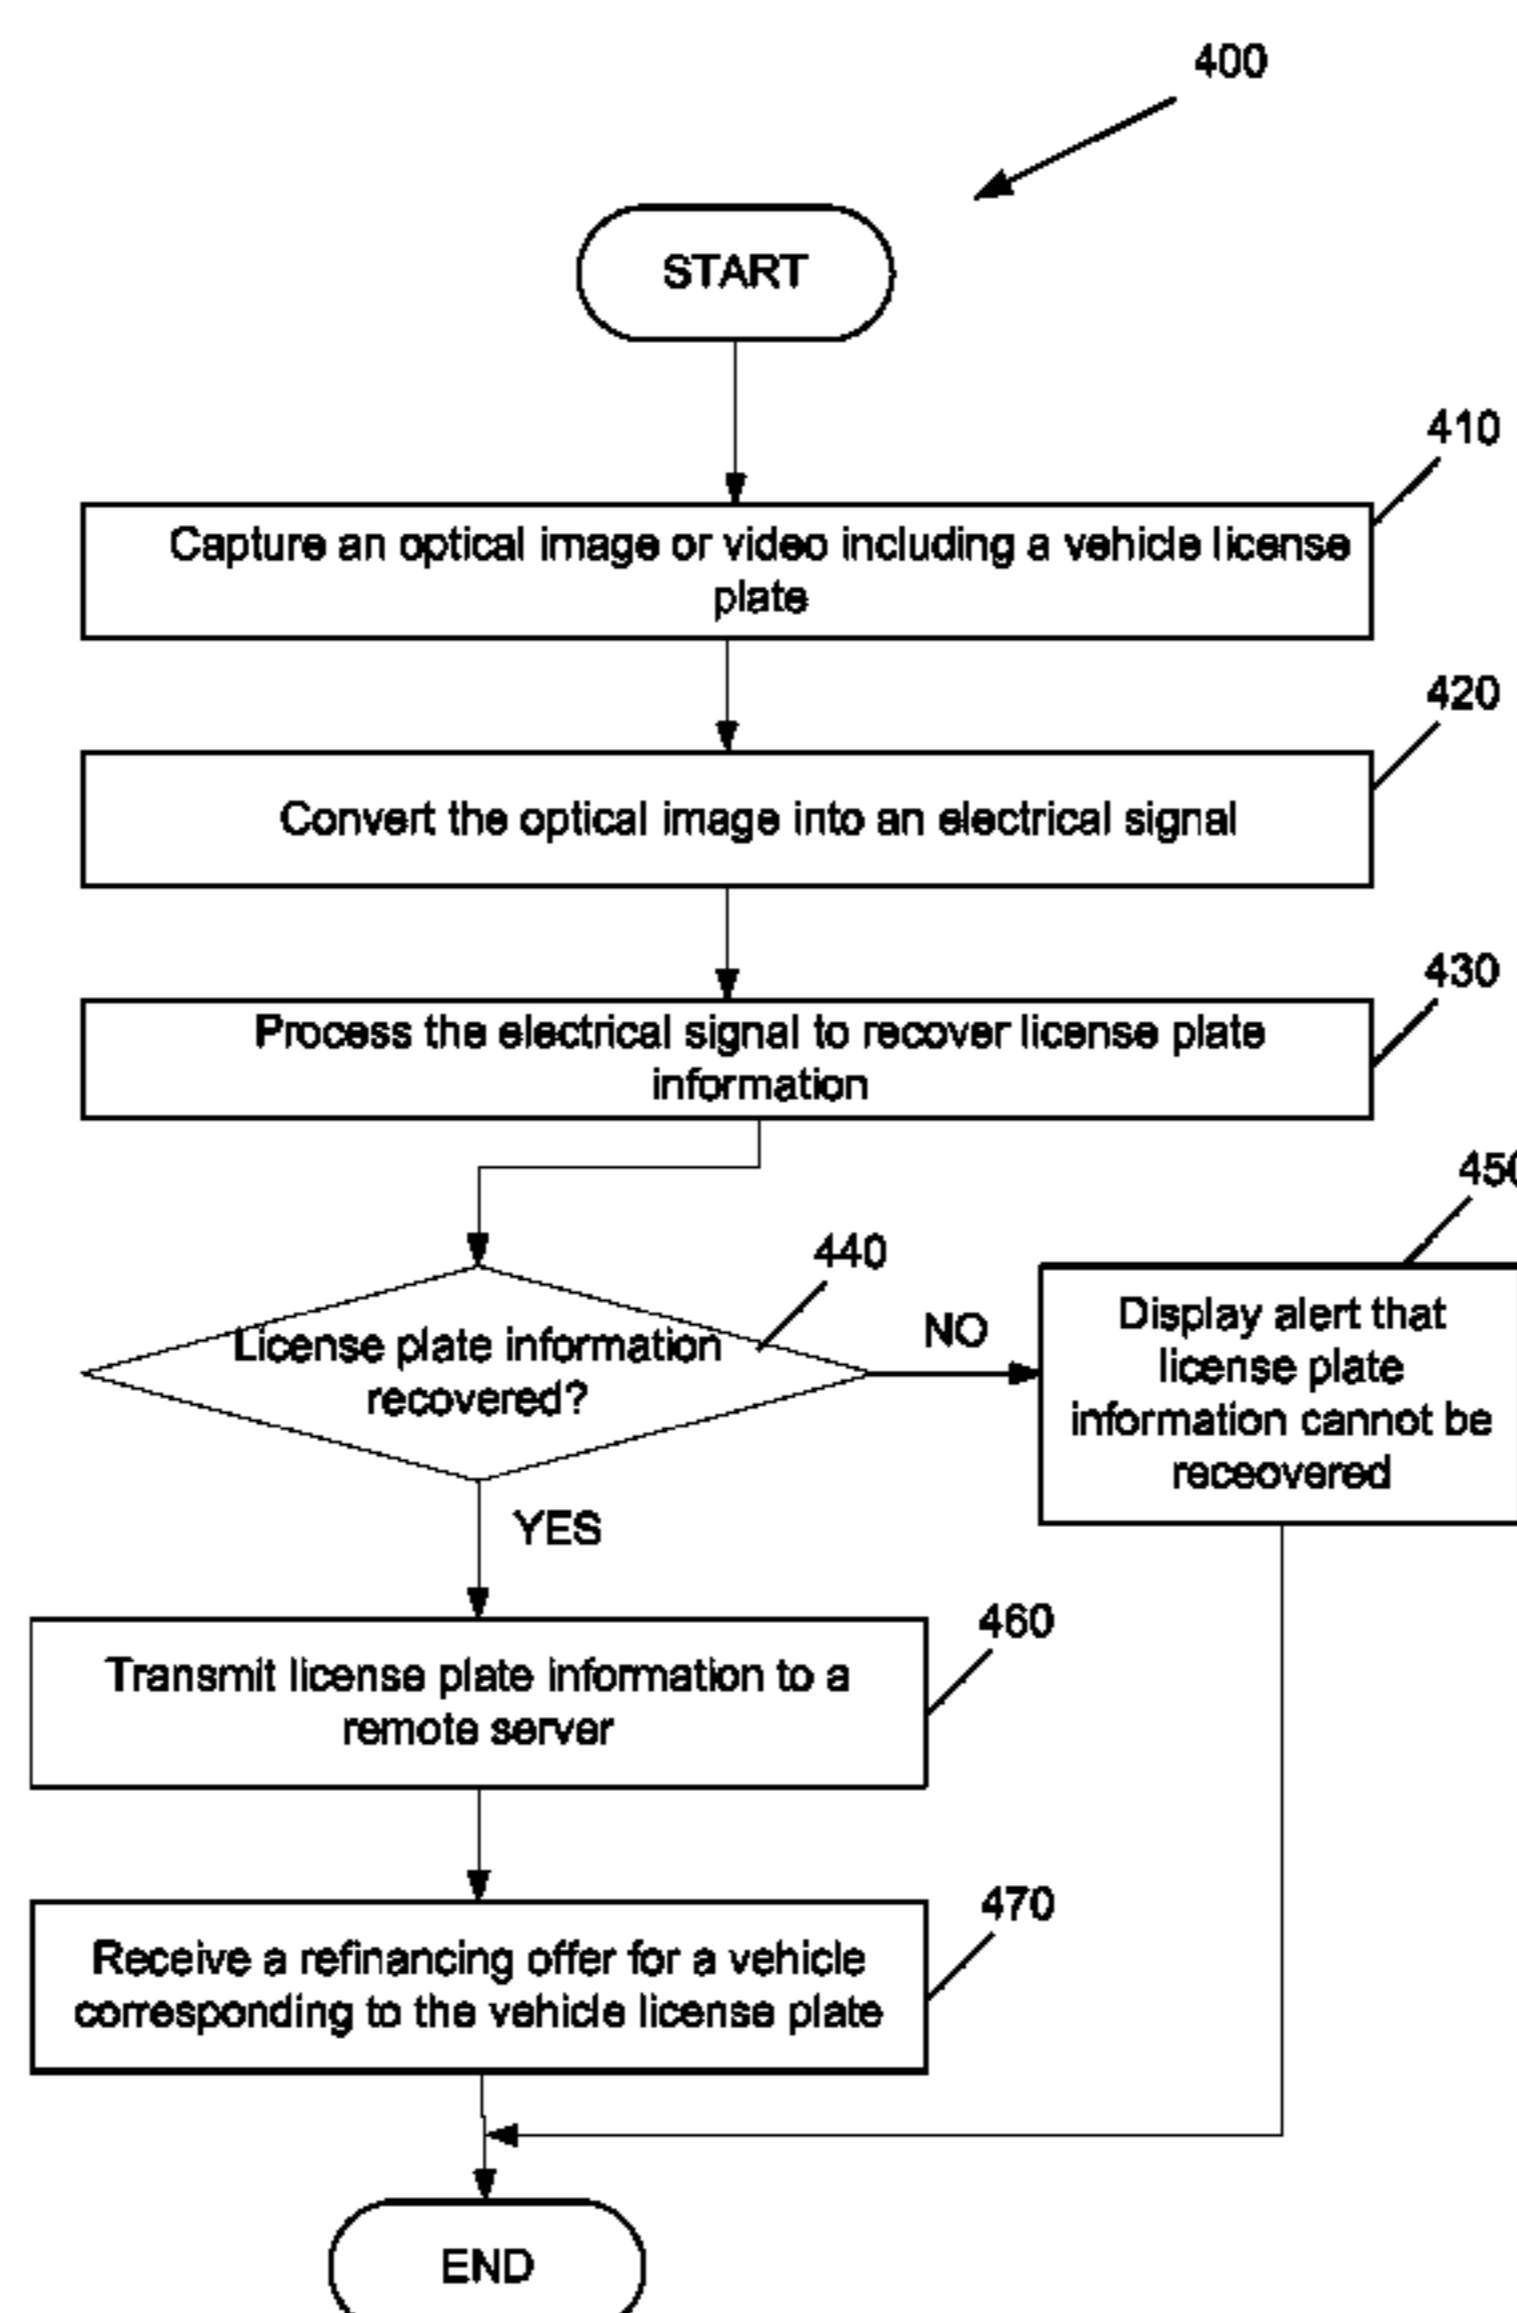 400
START
410
Capture an optical image or video including a vehicle license
plate
420
Convert the optical image into an electrical signal
430
Process the electrical signal to recover license plate
information
450
440
License plate information
recovered?
NO
Display alert that
license plate
information cannot be
receovered
YES
460
Transmit license plate information to a
remote server
470
Receive a refinancing offer for a vehicle
corresponding to the vehicle license plate
END